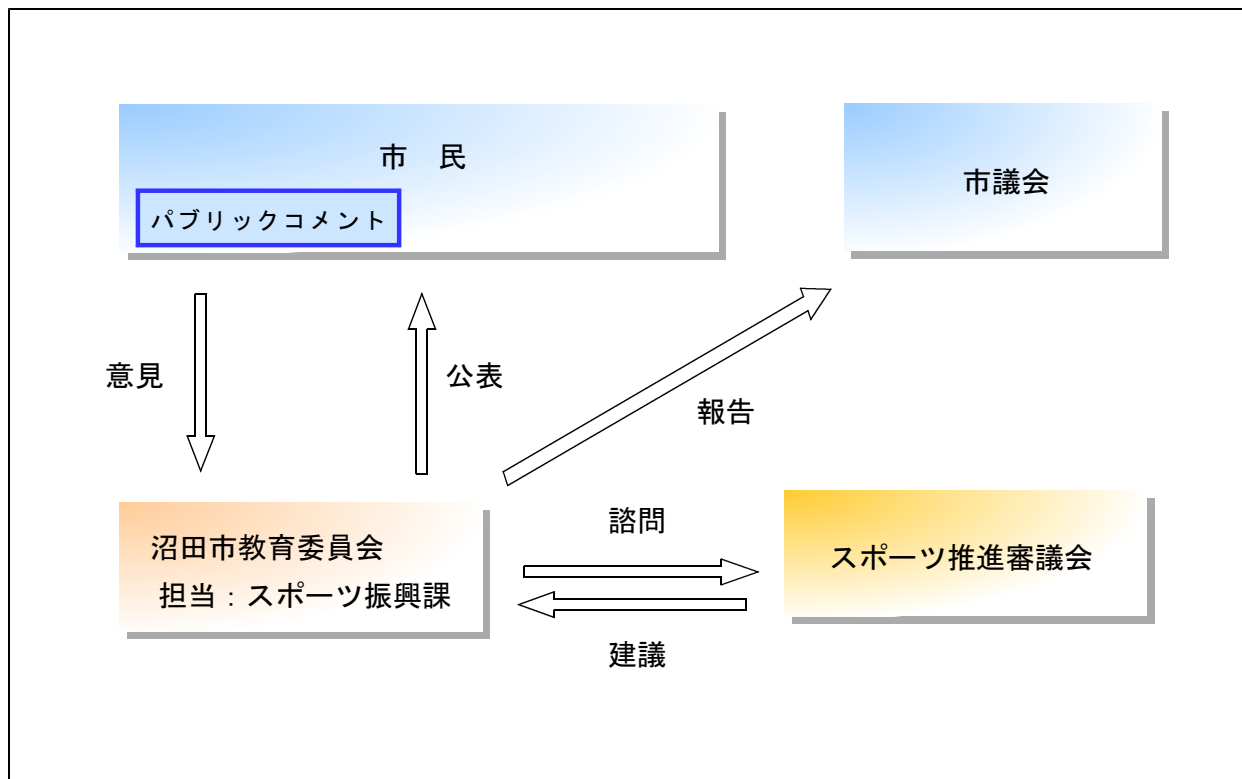 市　民
パブリックコメント
市議会
意見
公表
報告
沼田市教育委員会
担当：スポーツ振興課
諮問
建議
スポーツ推進審議会